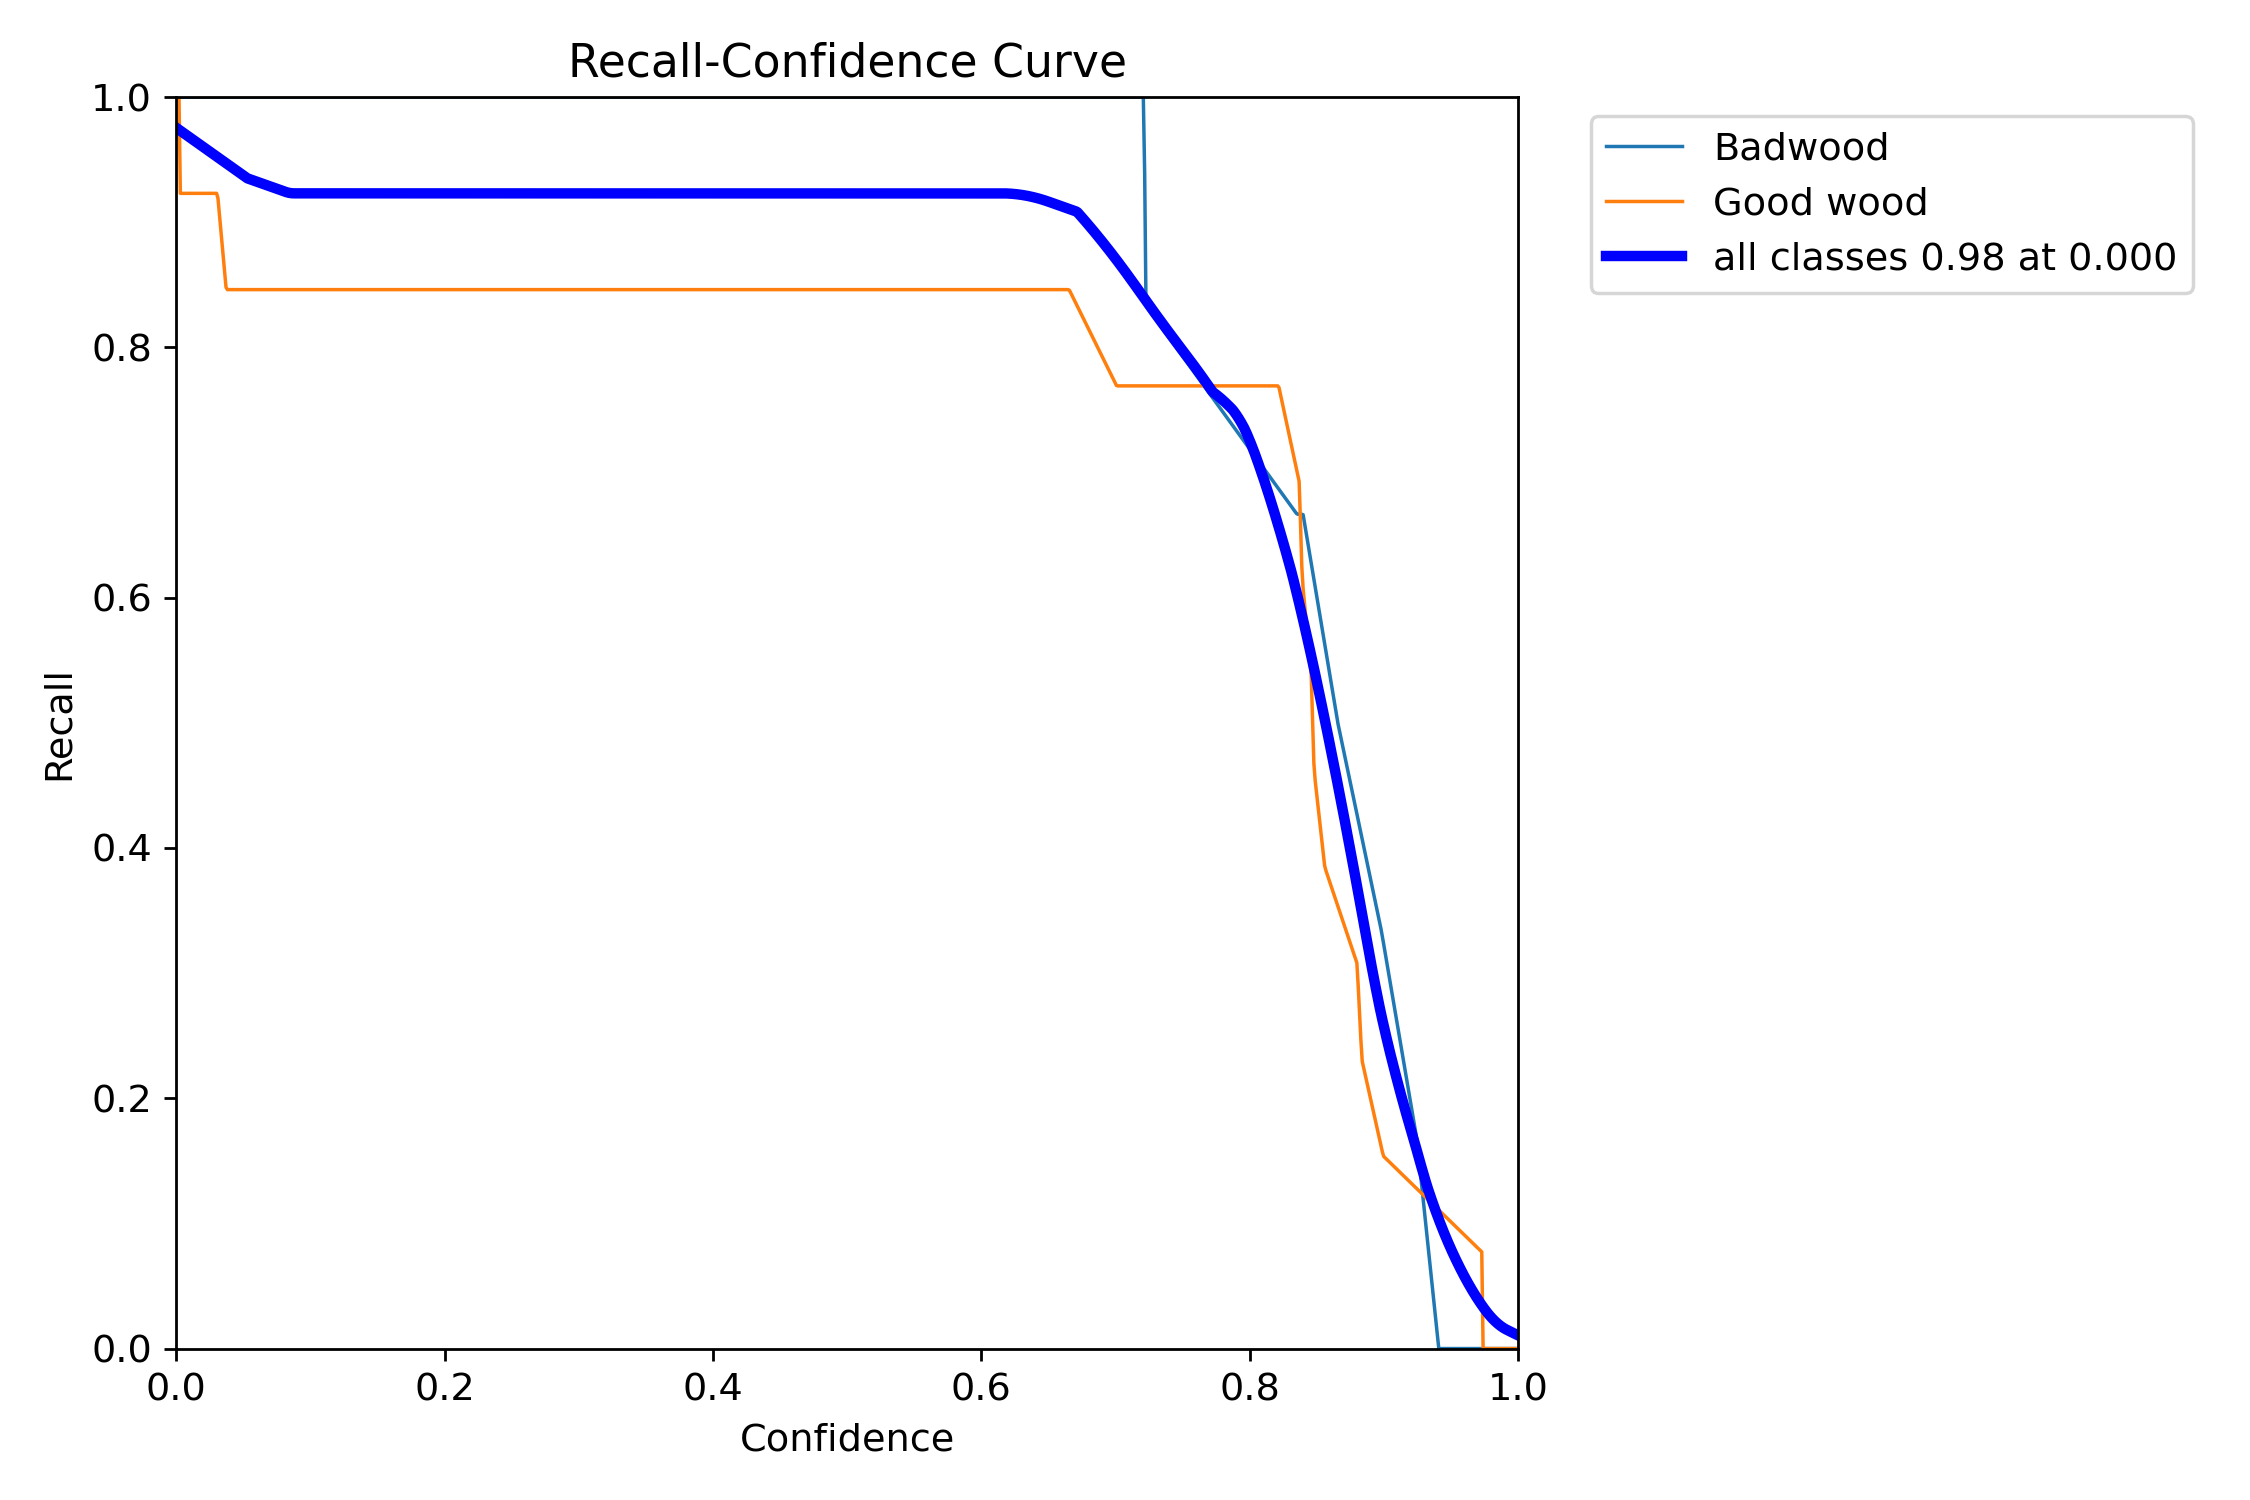 Recall-Confidence Curve
1.0
0.8
0.6
0.4
0.2
0.0
Recall
0.0 0.2 0.4 0.6 0.8 1.0
Confidence
Badwood
Good wood
all classes 0.98 at 0.000